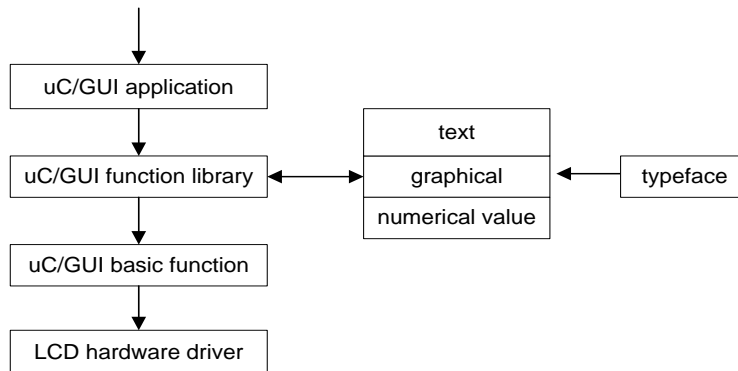 uC/GUI application
text
uC/GUI function library
graphical
typeface
numerical value
uC/GUI basic function
LCD hardware driver